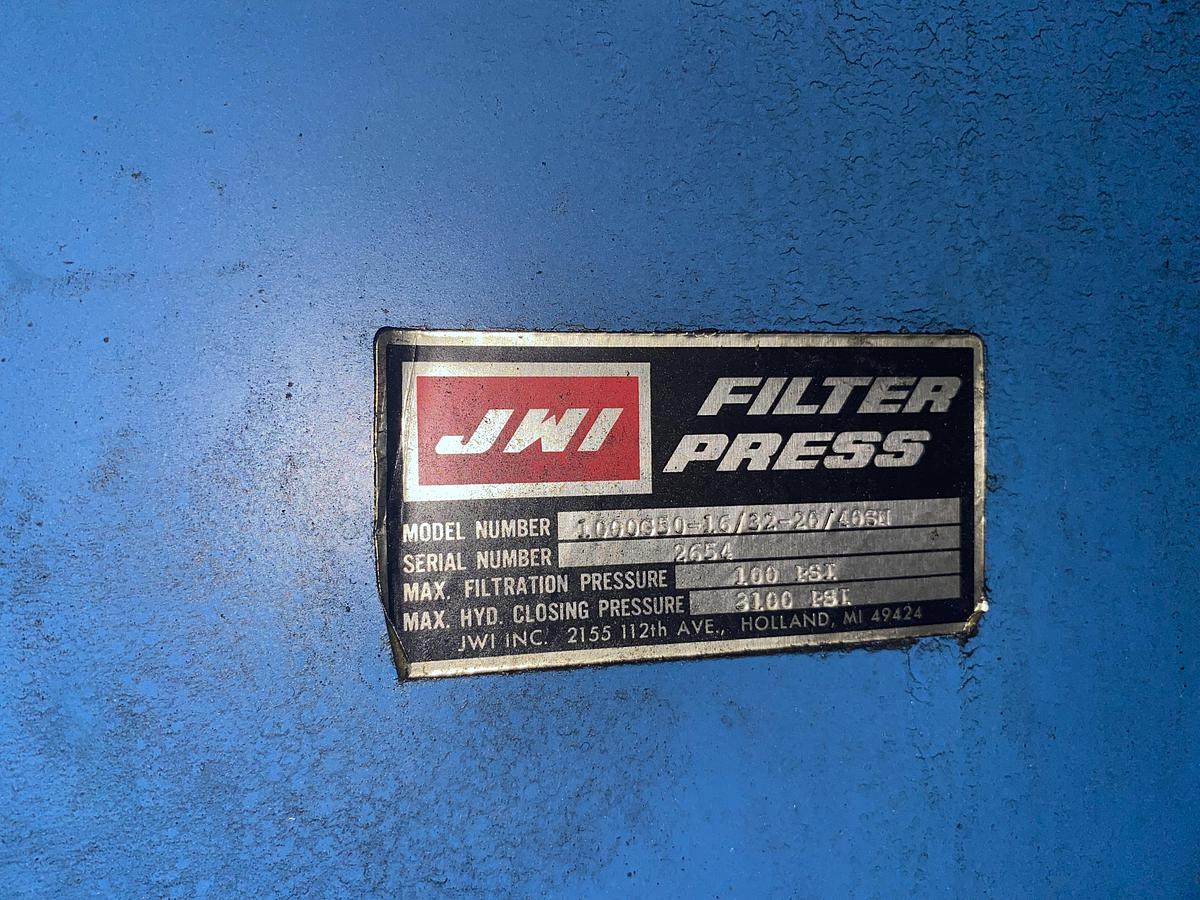 JWI
FILTER
PRESS
MODEL NUMBER 1000G50-16/32-20/40SW
SERIAL NUMBER 2654
MAX. FILTRATION PRESSURE 100 PSI
MAX. HYD. CLOSING PRESSURE 3100 PSI
JWI INC. 2155 112th AVE., HOLLAND, MI 49424